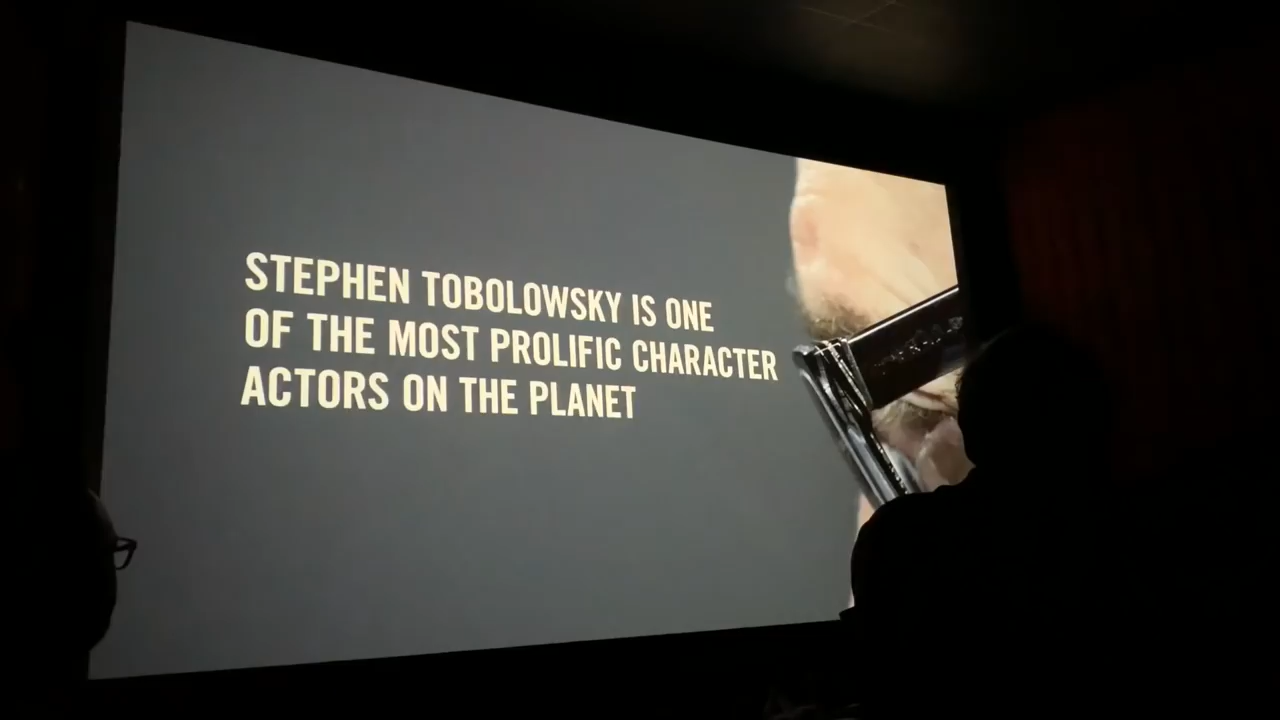 STEPHEN TOBOLOWSKY IS ONE
OF THE MOST PROLIFIC CHARACTER
ACTORS ON THE PLANET